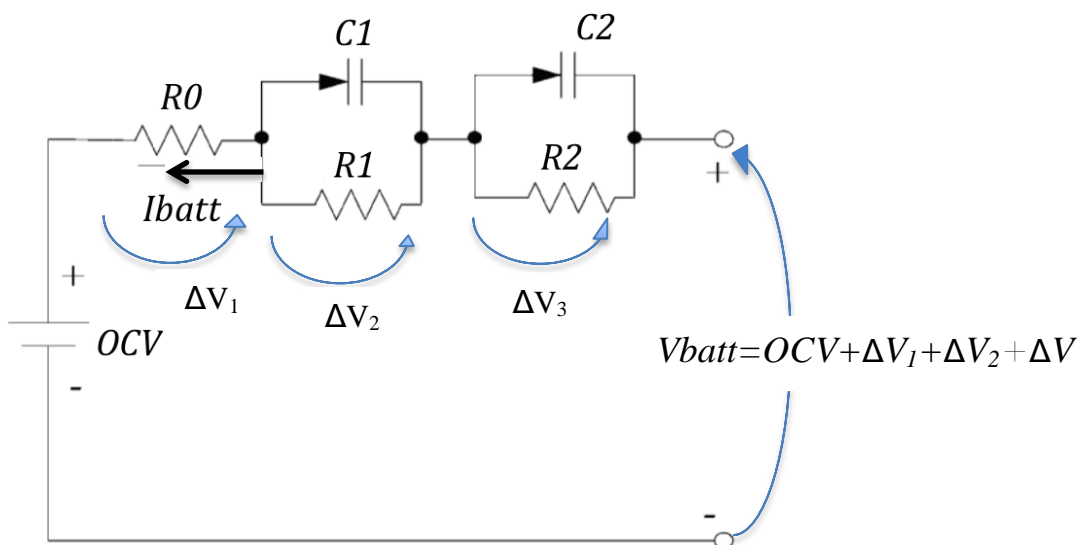 C1
C2
R0
R1
R2
Ibatt
+
+
ΔV1
ΔV2
ΔV3
OCV
Vbatt=OCV+ΔV1+ΔV2+ΔV
-
-